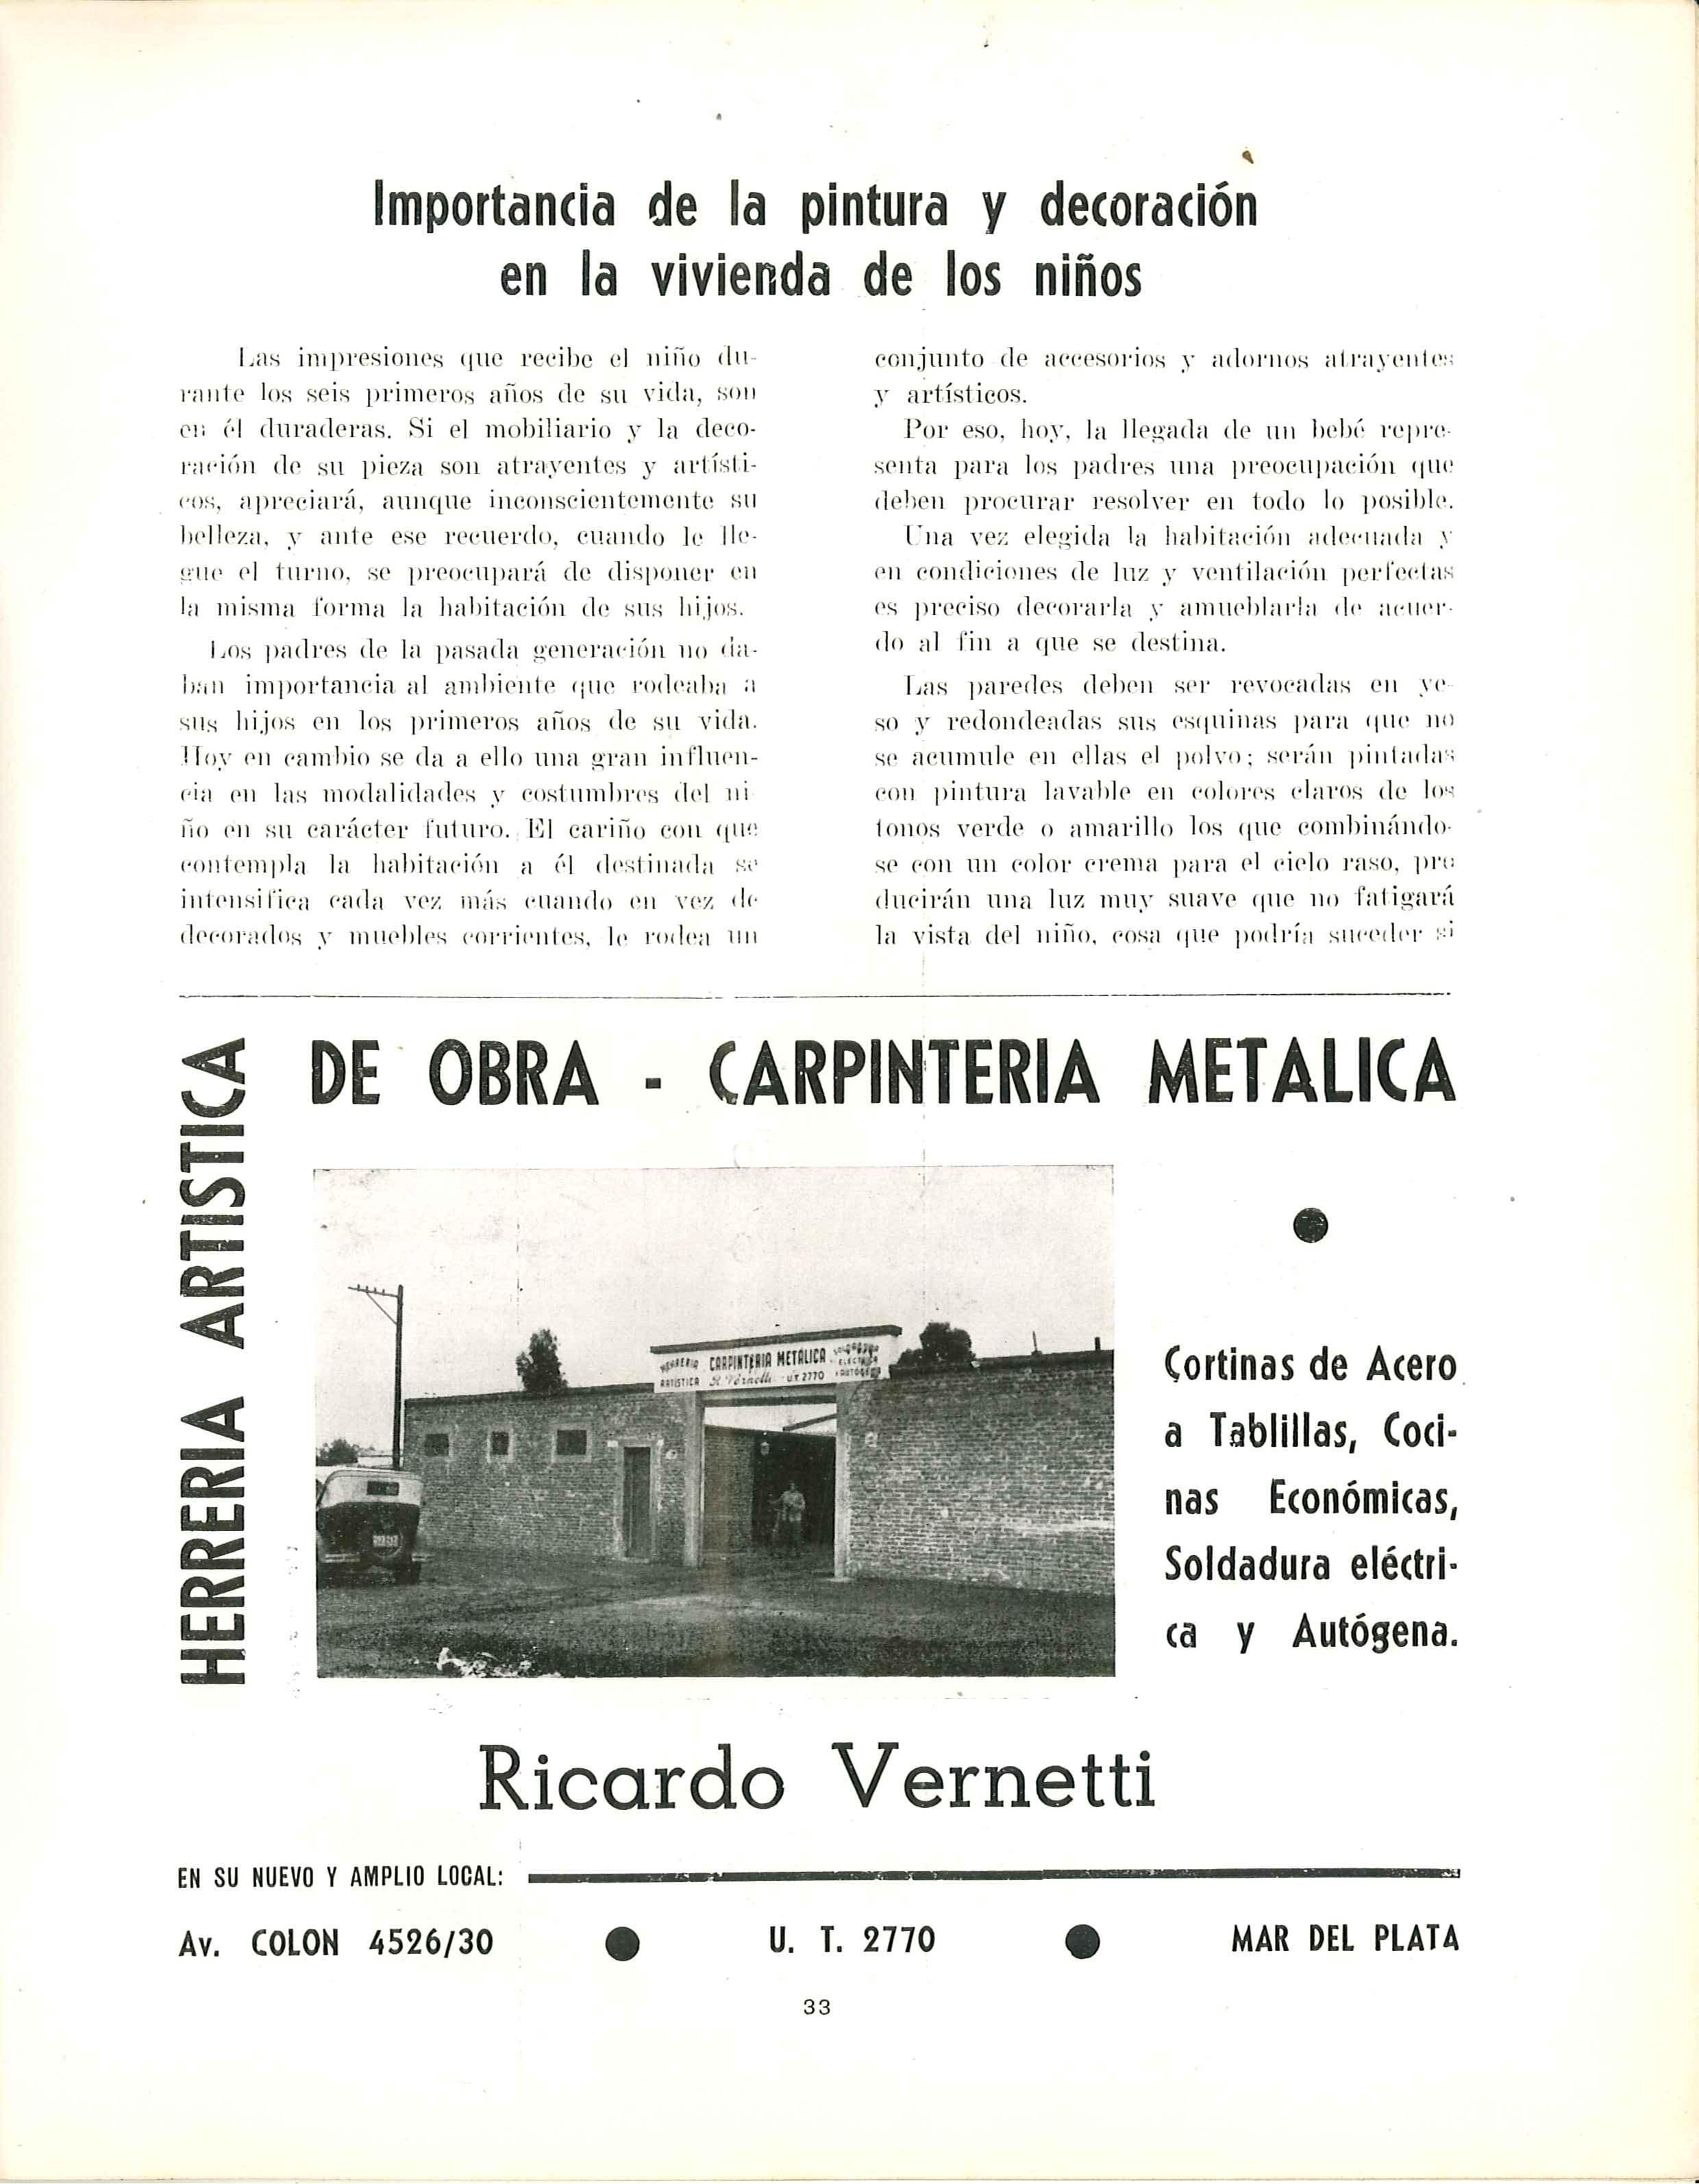 Importancia de la pintura y decoración
en la vivienda de los niños
Las impresiones que recibe el niño du-
rante los seis primeros años de su vida, son
en él duraderas. Si el mobiliario y la deco-
ración de su pieza son atrayentes y artísti-
cos, apreciará, aunque inconscientemente su
belleza, y ante ese recuerdo, cuando le lle-
gue el turno, se preocupará de disponer en
la misma forma la habitación de sus hijos.
Los padres de la pasada generación no da-
ban importancia al ambiente que rodeaba a
sus hijos en los primeros años de su vida.
Hoy en cambio se da a ello una gran influen-
cia en las modalidades y costumbres del ni
ño en su carácter futuro. El cariño con que
contempla la habitación a él destinada se
intensifica cada vez más cuando en vez de
decorados y muebles corrientes, le rodea un
conjunto de accesorios y adornos atrayentes
y artísticos.
Por eso, hoy, la llegada de un bebé repre-
senta para los padres una preocupación que
deben procurar resolver en todo lo posible.
Una vez elegida la habitación adecuada y
en condiciones de luz y ventilación perfectas
es preciso decorarla y amueblarla de acuer-
do al fin a que se destina.
Las paredes deben ser revocadas en ye-
so y redondeadas sus esquinas para que no
se acumule en ellas el polvo; serán pintadas
con pintura lavable en colores claros de los
tonos verde o amarillo los que combinándo-
se con un color crema para el cielo raso, pro
ducirán una luz muy suave que no fatigará
la vista del niño, cosa que podría suceder si
HERRERIA ARTISTICA
DE OBRA - CARPINTERIA METALICA
HERRERIA CARPINTERIA METÁLICA SOLDADURA
ELECTRICA
ARTISTICA R. Vernetti U.T. 2770 AUTÓGENA
Cortinas de Acero
a Tablillas, Coci-
nas Económicas,
Soldadura eléctri-
ca y Autógena.
Ricardo Vernetti
EN SU NUEVO Y AMPLIO LOCAL:
Av. COLON 4526/30 ● U. T. 2770 ● MAR DEL PLATA
33